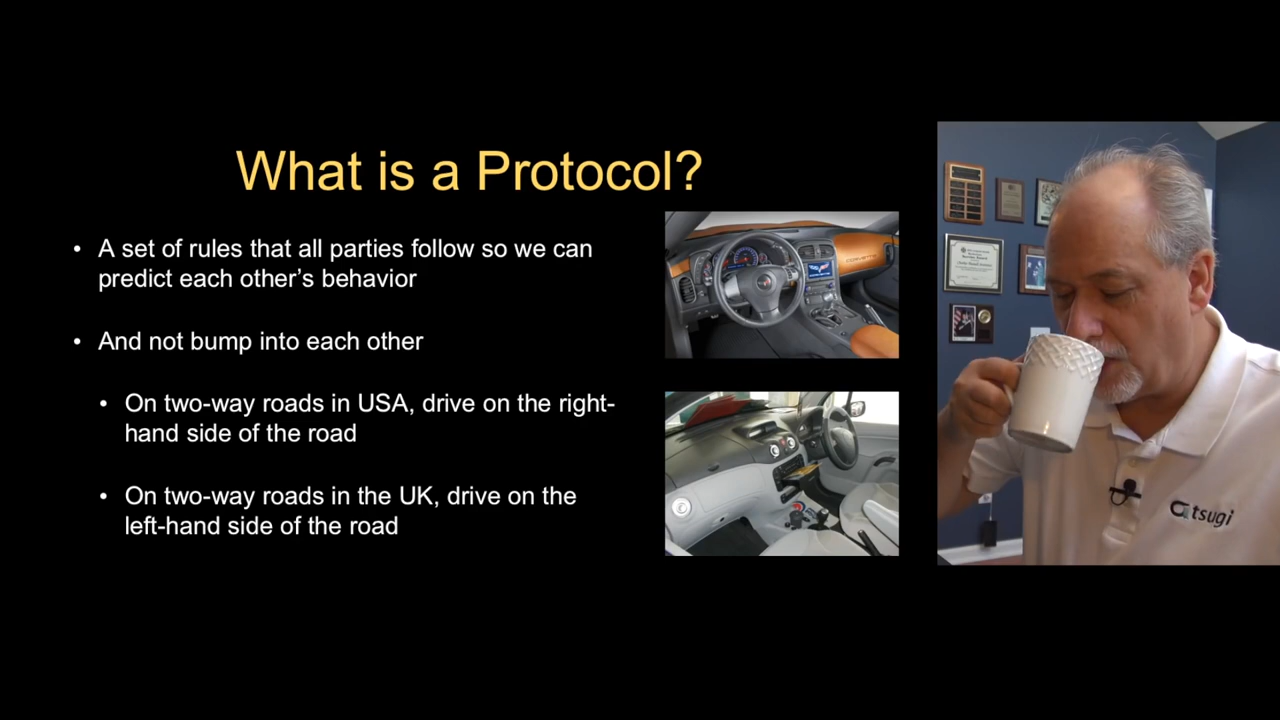 What is a Protocol?
• A set of rules that all parties follow so we can
predict each other's behavior
• And not bump into each other
• On two-way roads in USA, drive on the right-
hand side of the road
• On two-way roads in the UK, drive on the
left-hand side of the road
tsugi